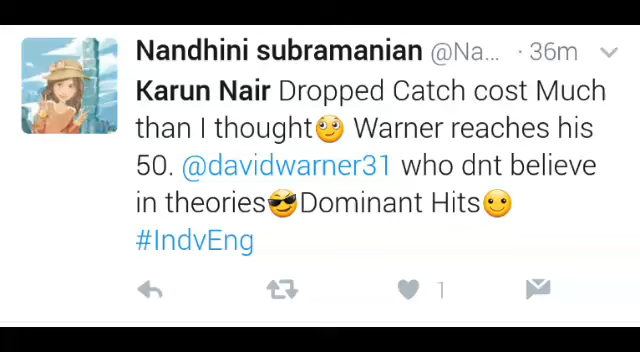 Nandhini subramanian @Na... · 36m
Karun Nair Dropped Catch cost Much
than I thought🙄 Warner reaches his
50. @davidwarner31 who dnt believe
in theories😎Dominant Hits🙂
#IndvEng
1